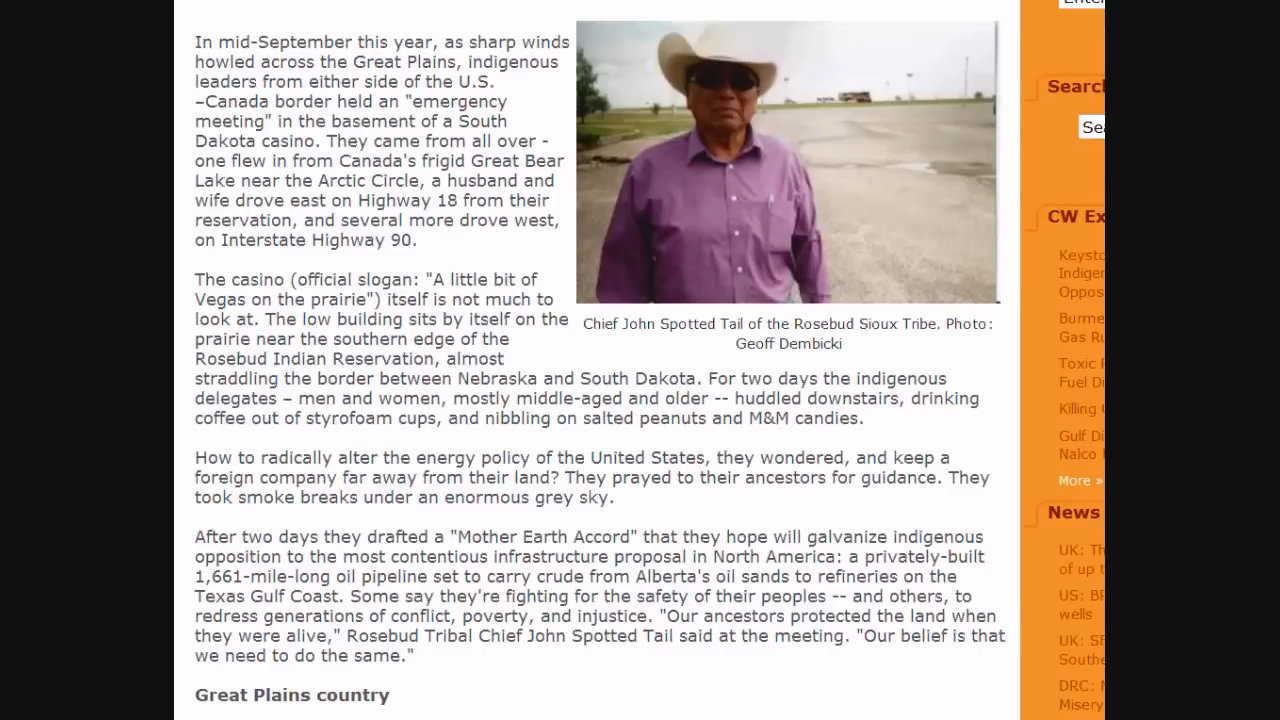 In mid-September this year, as sharp winds
howled across the Great Plains, indigenous
leaders from either side of the U.S.
–Canada border held an "emergency
meeting" in the basement of a South
Dakota casino. They came from all over -
one flew in from Canada's frigid Great Bear
Lake near the Arctic Circle, a husband and
wife drove east on Highway 18 from their
reservation, and several more drove west,
on Interstate Highway 90.
The casino (official slogan: "A little bit of
Vegas on the prairie") itself is not much to
look at. The low building sits by itself on the
prairie near the southern edge of the
Rosebud Indian Reservation, almost
straddling the border between Nebraska and South Dakota. For two days the indigenous
delegates – men and women, mostly middle-aged and older -- huddled downstairs, drinking
coffee out of styrofoam cups, and nibbling on salted peanuts and M&M candies.
Chief John Spotted Tail of the Rosebud Sioux Tribe. Photo:
Geoff Dembicki
How to radically alter the energy policy of the United States, they wondered, and keep a
foreign company far away from their land? They prayed to their ancestors for guidance. They
took smoke breaks under an enormous grey sky.
After two days they drafted a "Mother Earth Accord" that they hope will galvanize indigenous
opposition to the most contentious infrastructure proposal in North America: a privately-built
1,661-mile-long oil pipeline set to carry crude from Alberta's oil sands to refineries on the
Texas Gulf Coast. Some say they're fighting for the safety of their peoples -- and others, to
redress generations of conflict, poverty, and injustice. "Our ancestors protected the land when
they were alive," Rosebud Tribal Chief John Spotted Tail said at the meeting. "Our belief is that
we need to do the same."
Great Plains country
CW
Gas
Toxic
Killing
Gulf
Nalco
More »
News
UK:
of up
US:
wells
UK:
DRC:
Misery